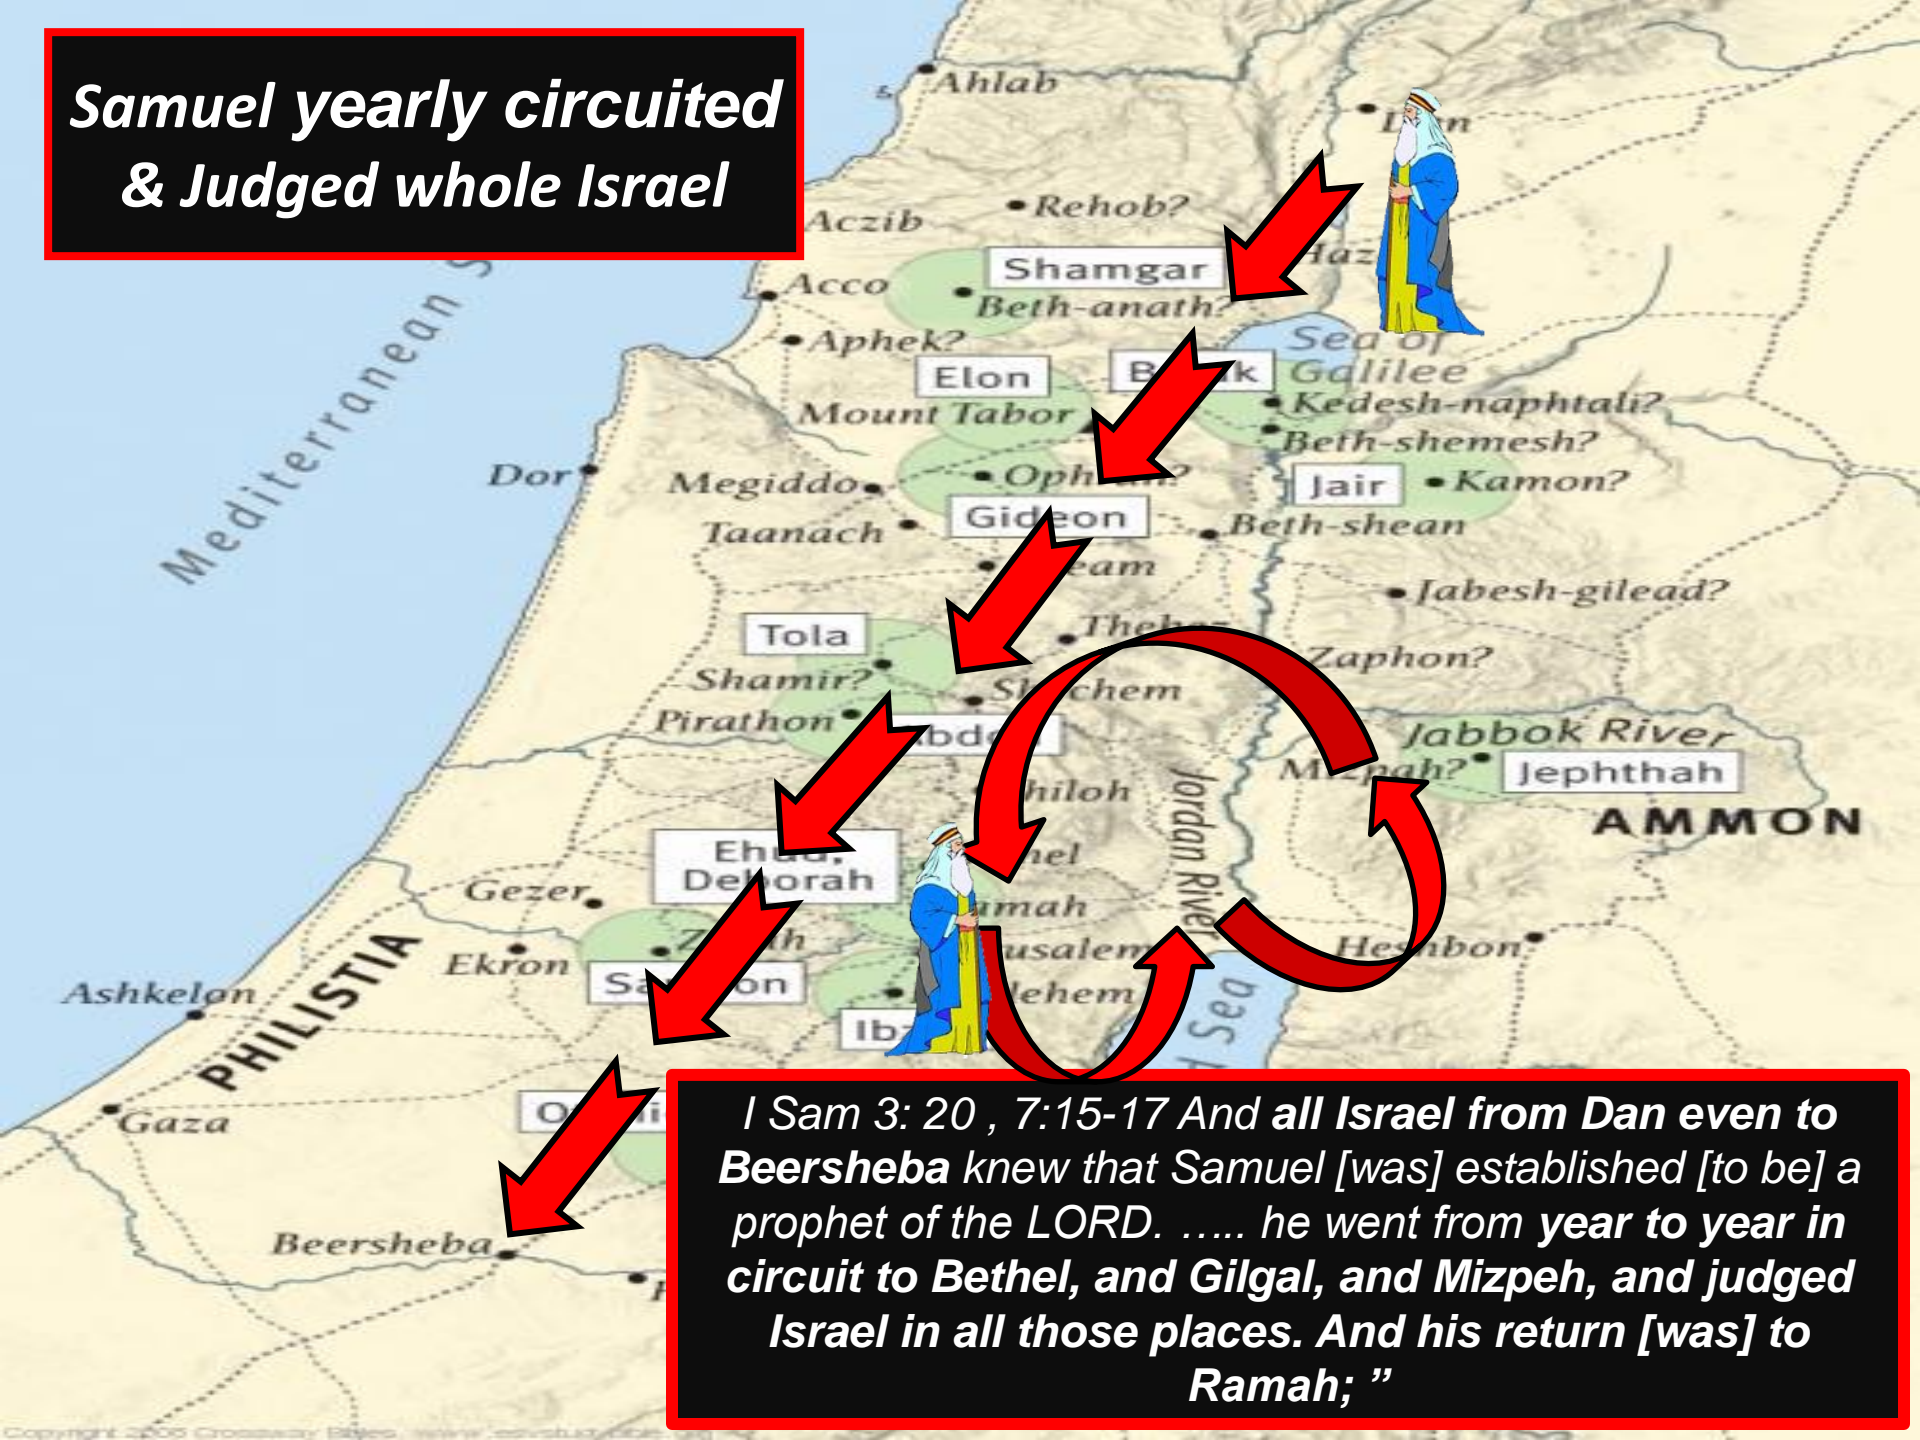 Samuel yearly circuited
& Judged whole Israel
Ahlab
Rehob?
Aczib
Shamgar
Acco
Beth-anath?
Aphek?
Sea of
Galilee
Elon
Mount Tabor
Kedesh-naphtali?
Beth-shemesh?
Dor
Megiddo
Jair
Kamon?
Gideon
Taanach
Beth-shean
Jabesh-gilead?
Tola
Zaphon?
Shamir?
Pirathon
Jabbok River
Mizpah?
Jephthah
AMMON
Jordan River
Mediterranean
Deborah
Gezer
Ekron
Heshbon
Ashkelon
PHILISTIA
Sea
Gaza
Beersheba
I Sam 3: 20 , 7:15-17 And all Israel from Dan even to
Beersheba knew that Samuel [was] established [to be] a
prophet of the LORD. ….. he went from year to year in
circuit to Bethel, and Gilgal, and Mizpeh, and judged
Israel in all those places. And his return [was] to
Ramah; ”